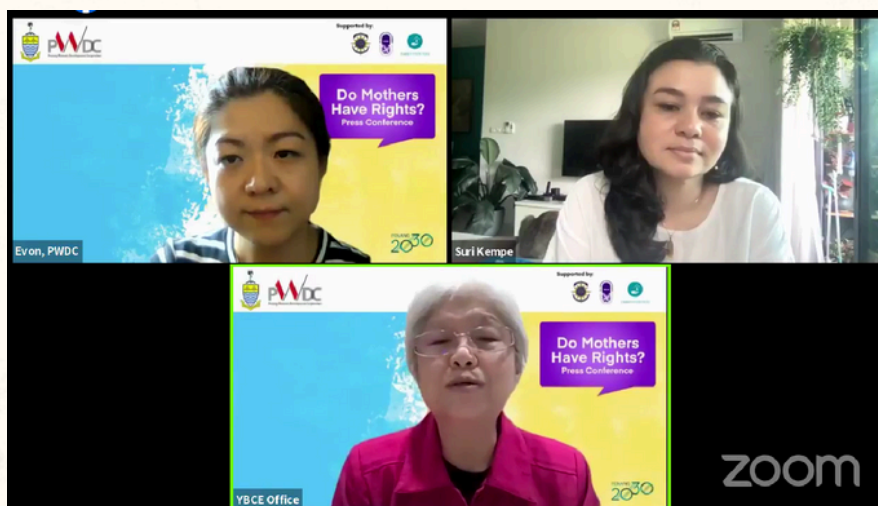 PWDC
Supported by:
Do Mothers
Have Rights?
Press Conference
2030
Evon, PWDC
Suri Kempe
PWDC
Supported by:
Do Mothers
Have Rights?
Press Conference
2030
YBCE Office
zoom